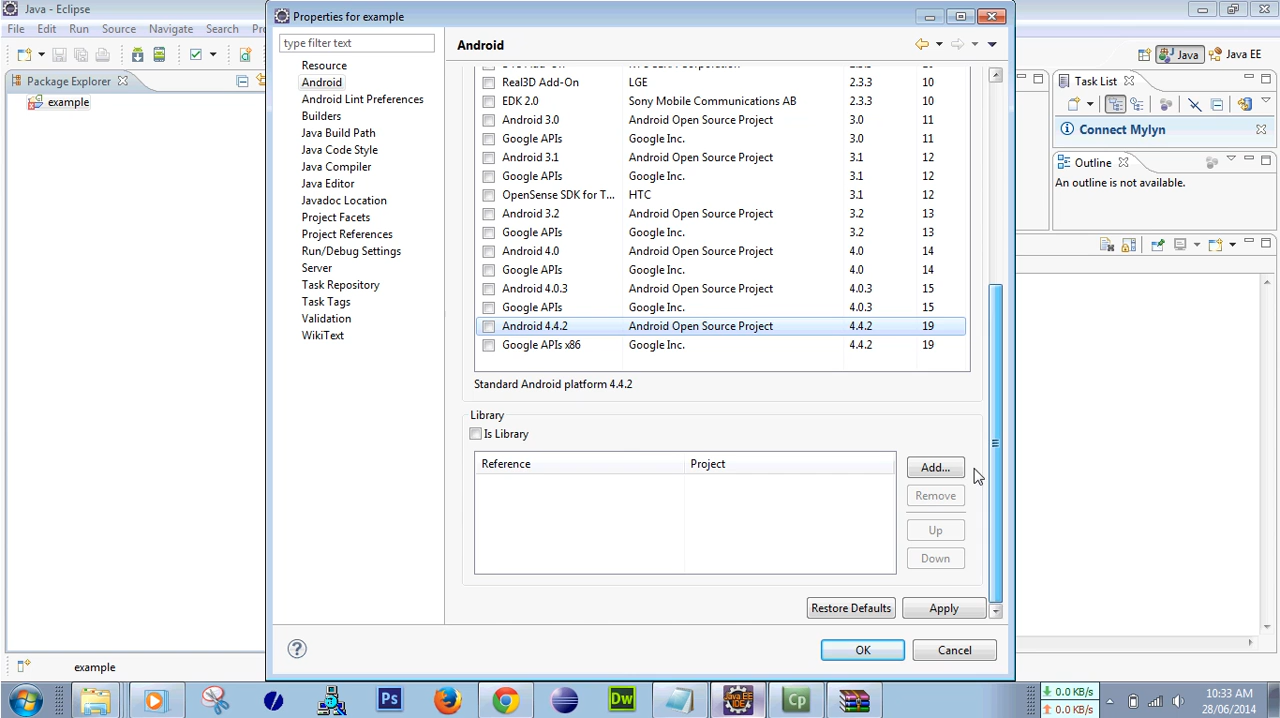 Java - Eclipse
Properties for example
File Edit Run Source Navigate Search
type filter text
Android
Package Explorer
example
Resource
Android
Android Lint Preferences
Builders
Java Build Path
Java Code Style
Java Compiler
Java Editor
Javadoc Location
Project Facets
Project References
Run/Debug Settings
Server
Task Repository
Task Tags
Validation
WikiText
Real3D Add-On LGE 2.3.3 10
EDK 2.0 Sony Mobile Communications AB 2.3.3 10
Android 3.0 Android Open Source Project 3.0 11
Google APIs Google Inc. 3.0 11
Android 3.1 Android Open Source Project 3.1 12
Google APIs Google Inc. 3.1 12
OpenSense SDK for T... HTC 3.1 12
Android 3.2 Android Open Source Project 3.2 13
Google APIs Google Inc. 3.2 13
Android 4.0 Android Open Source Project 4.0 14
Google APIs Google Inc. 4.0 14
Android 4.0.3 Android Open Source Project 4.0.3 15
Google APIs Google Inc. 4.0.3 15
Android 4.4.2 Android Open Source Project 4.4.2 19
Google APIs x86 Google Inc. 4.4.2 19
Standard Android platform 4.4.2
Library
Is Library
Reference Project
Add...
Remove
Up
Down
Restore Defaults Apply
OK Cancel
Java Java EE
Task List
Connect Mylyn
Outline
An outline is not available.
example
Ps
Dw
Java EE
IDE
Cp
0.0 KB/s
0.0 KB/s
10:33 AM
28/06/2014